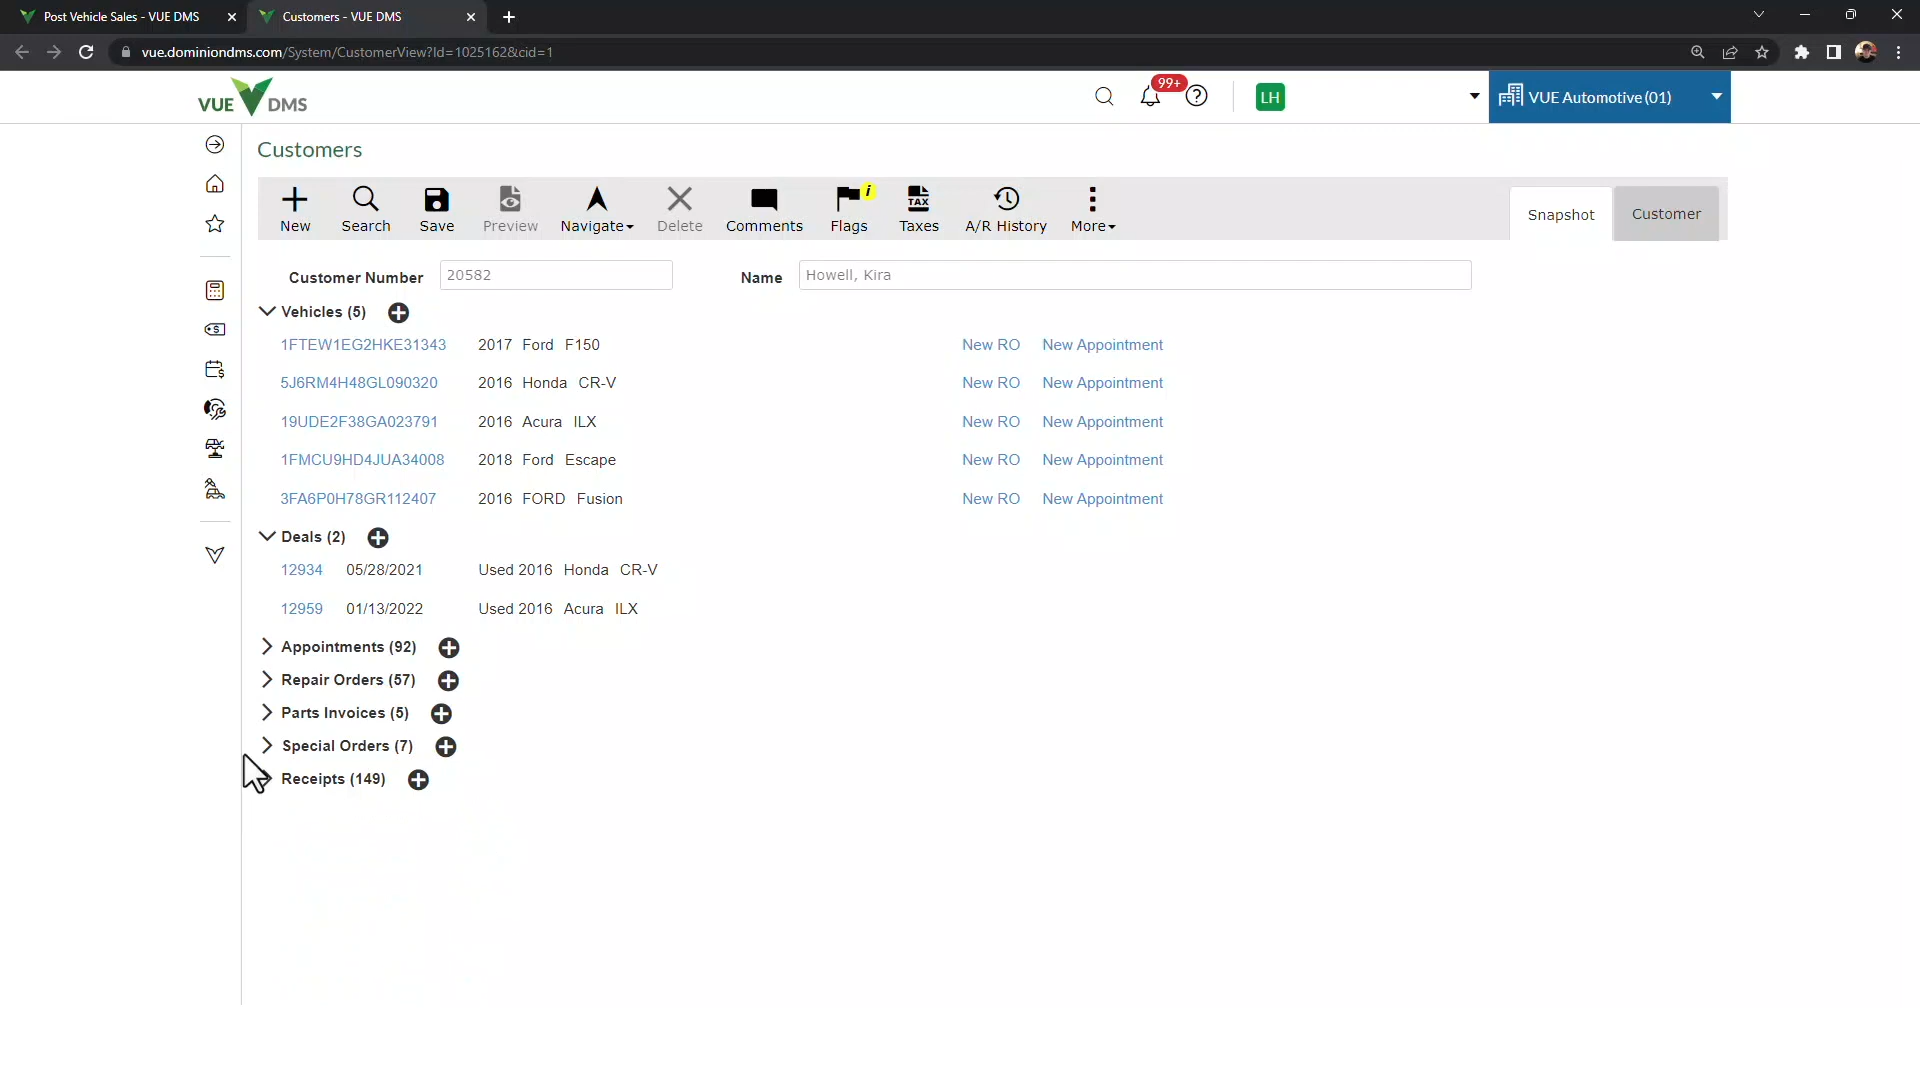 Post Vehicle Sales - VUE DMS
Customers - VUE DMS
vue.dominiondms.com/System/CustomerView?Id=1025162&cid=1
VUE DMS
99+
LH
VUE Automotive (01)
Customers
New
Search
Save
Preview
Navigate
Delete
Comments
i
Flags
TAX
Taxes
A/R History
More
Snapshot
Customer
Customer Number 20582 Name Howell, Kira
Vehicles (5)
1FTEW1EG2HKE31343 2017 Ford F150 New RO New Appointment
5J6RM4H48GL090320 2016 Honda CR-V New RO New Appointment
19UDE2F38GA023791 2016 Acura ILX New RO New Appointment
1FMCU9HD4JUA34008 2018 Ford Escape New RO New Appointment
3FA6P0H78GR112407 2016 FORD Fusion New RO New Appointment
Deals (2)
12934 05/28/2021 Used 2016 Honda CR-V
12959 01/13/2022 Used 2016 Acura ILX
Appointments (92)
Repair Orders (57)
Parts Invoices (5)
Special Orders (7)
Receipts (149)